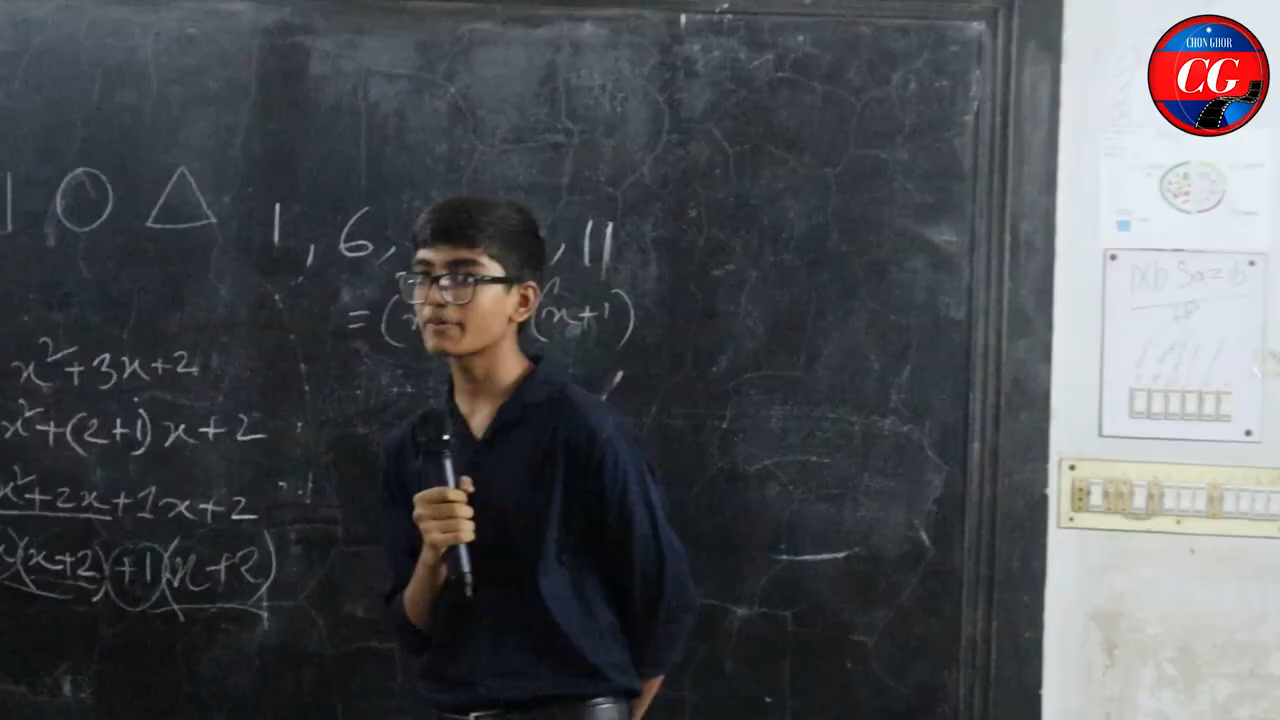 CHON GHOR
CG
1, 6, , 11
= ( (x+1)
x²+3x+2
x²+(2+1)x+2
x²+2x+1x+2
x(x+2)+1(x+2)